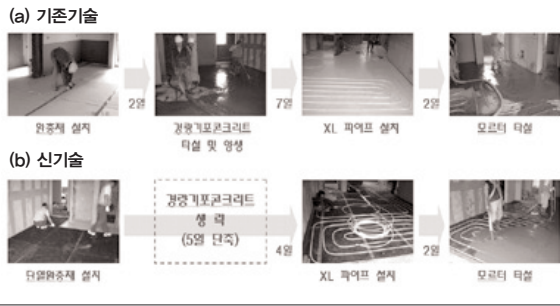 (a) 기존기술
2일
7일
2일
완충재 설치
경량기포콘크리트
타설 및 양생
XL 파이프 설치
모르터 타설
(b) 신기술
경량기포콘크리트
생 략
(5일 단축)
4일
2일
단열완충재 설치
XL 파이프 설치
모르터 타설